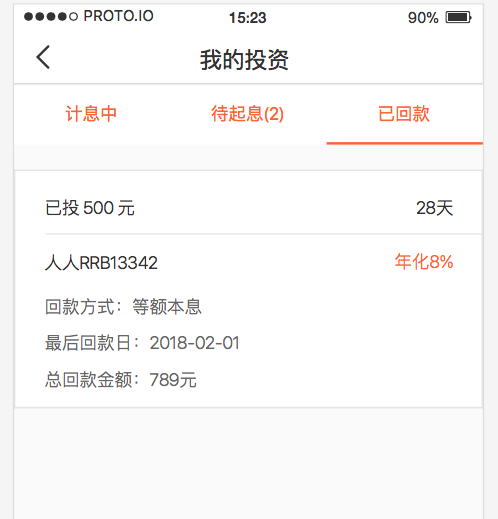 PROTO.IO 15:23 90%
我的投资
计息中 待起息(2) 已回款
已投 500 元 28天
人人RRB13342 年化8%
回款方式：等额本息
最后回款日：2018-02-01
总回款金额：789元